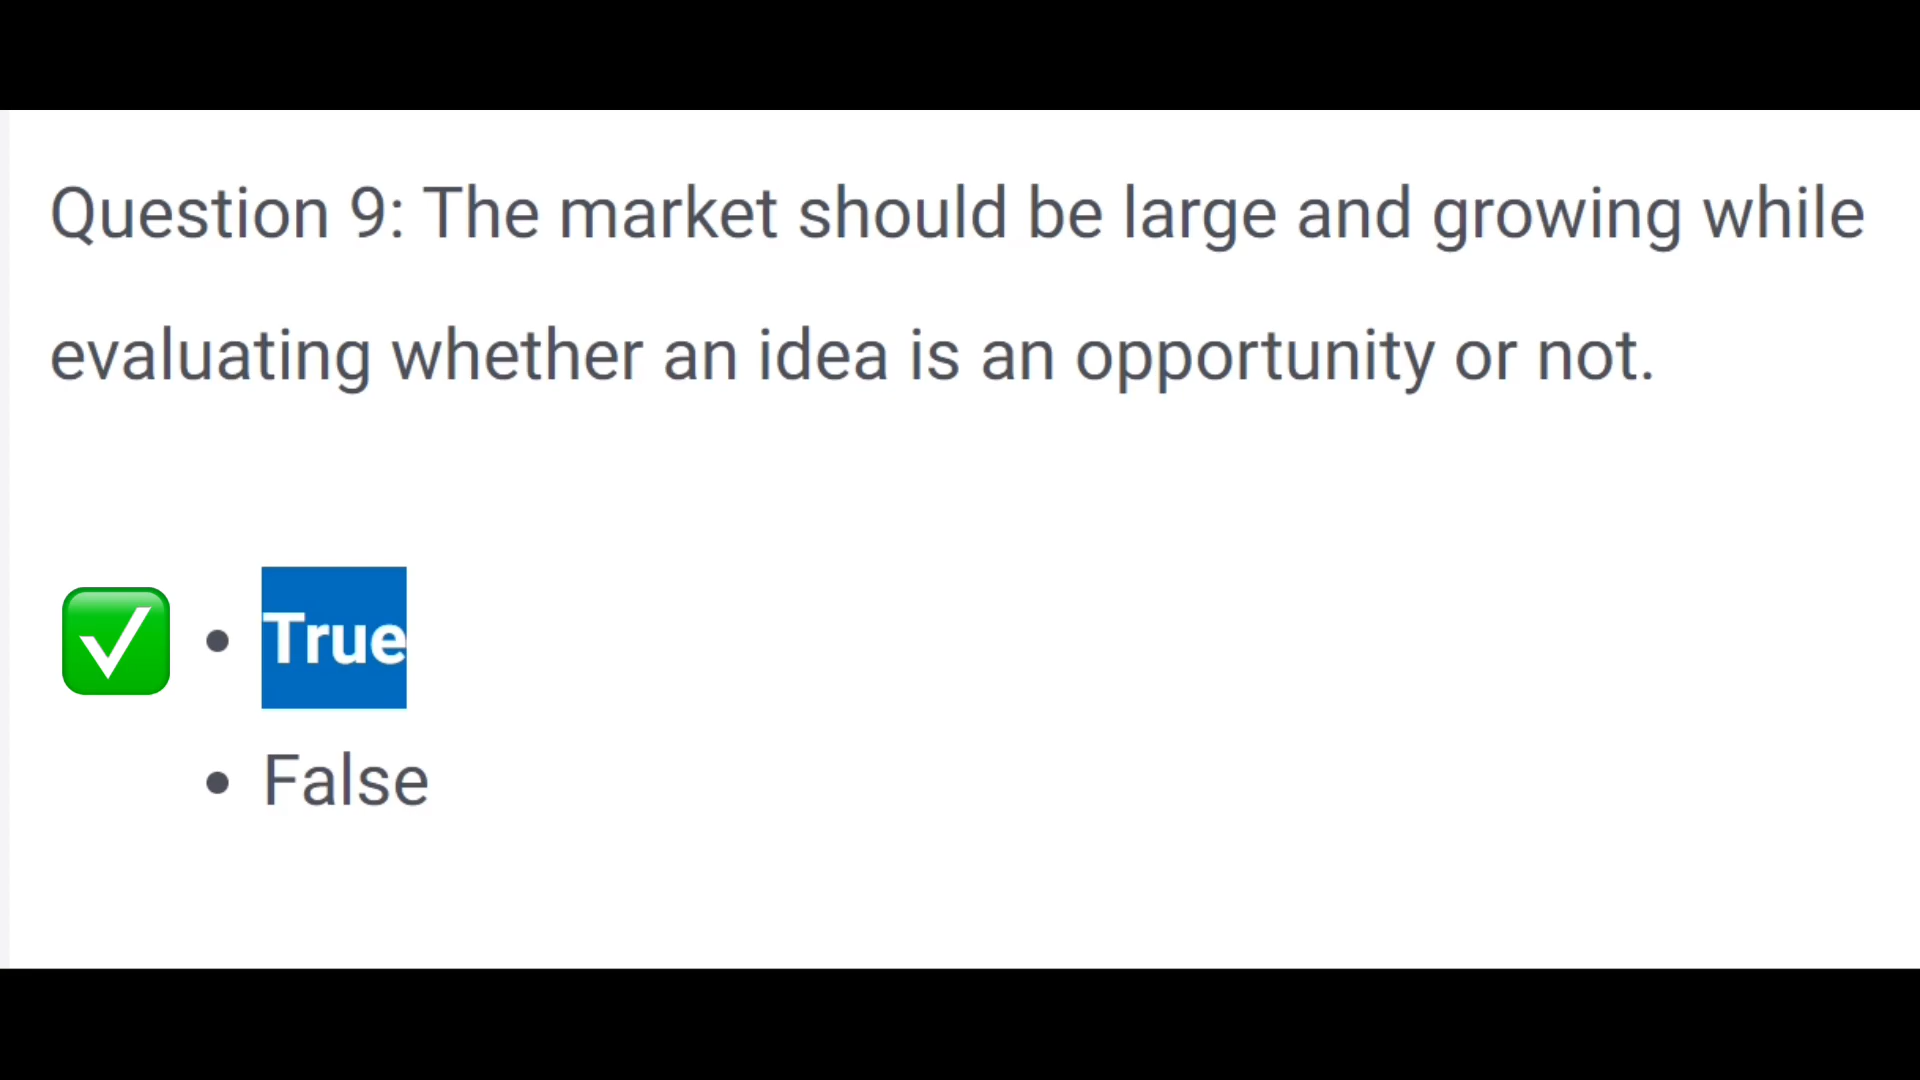 Question 9: The market should be large and growing while
evaluating whether an idea is an opportunity or not.
• True
• False